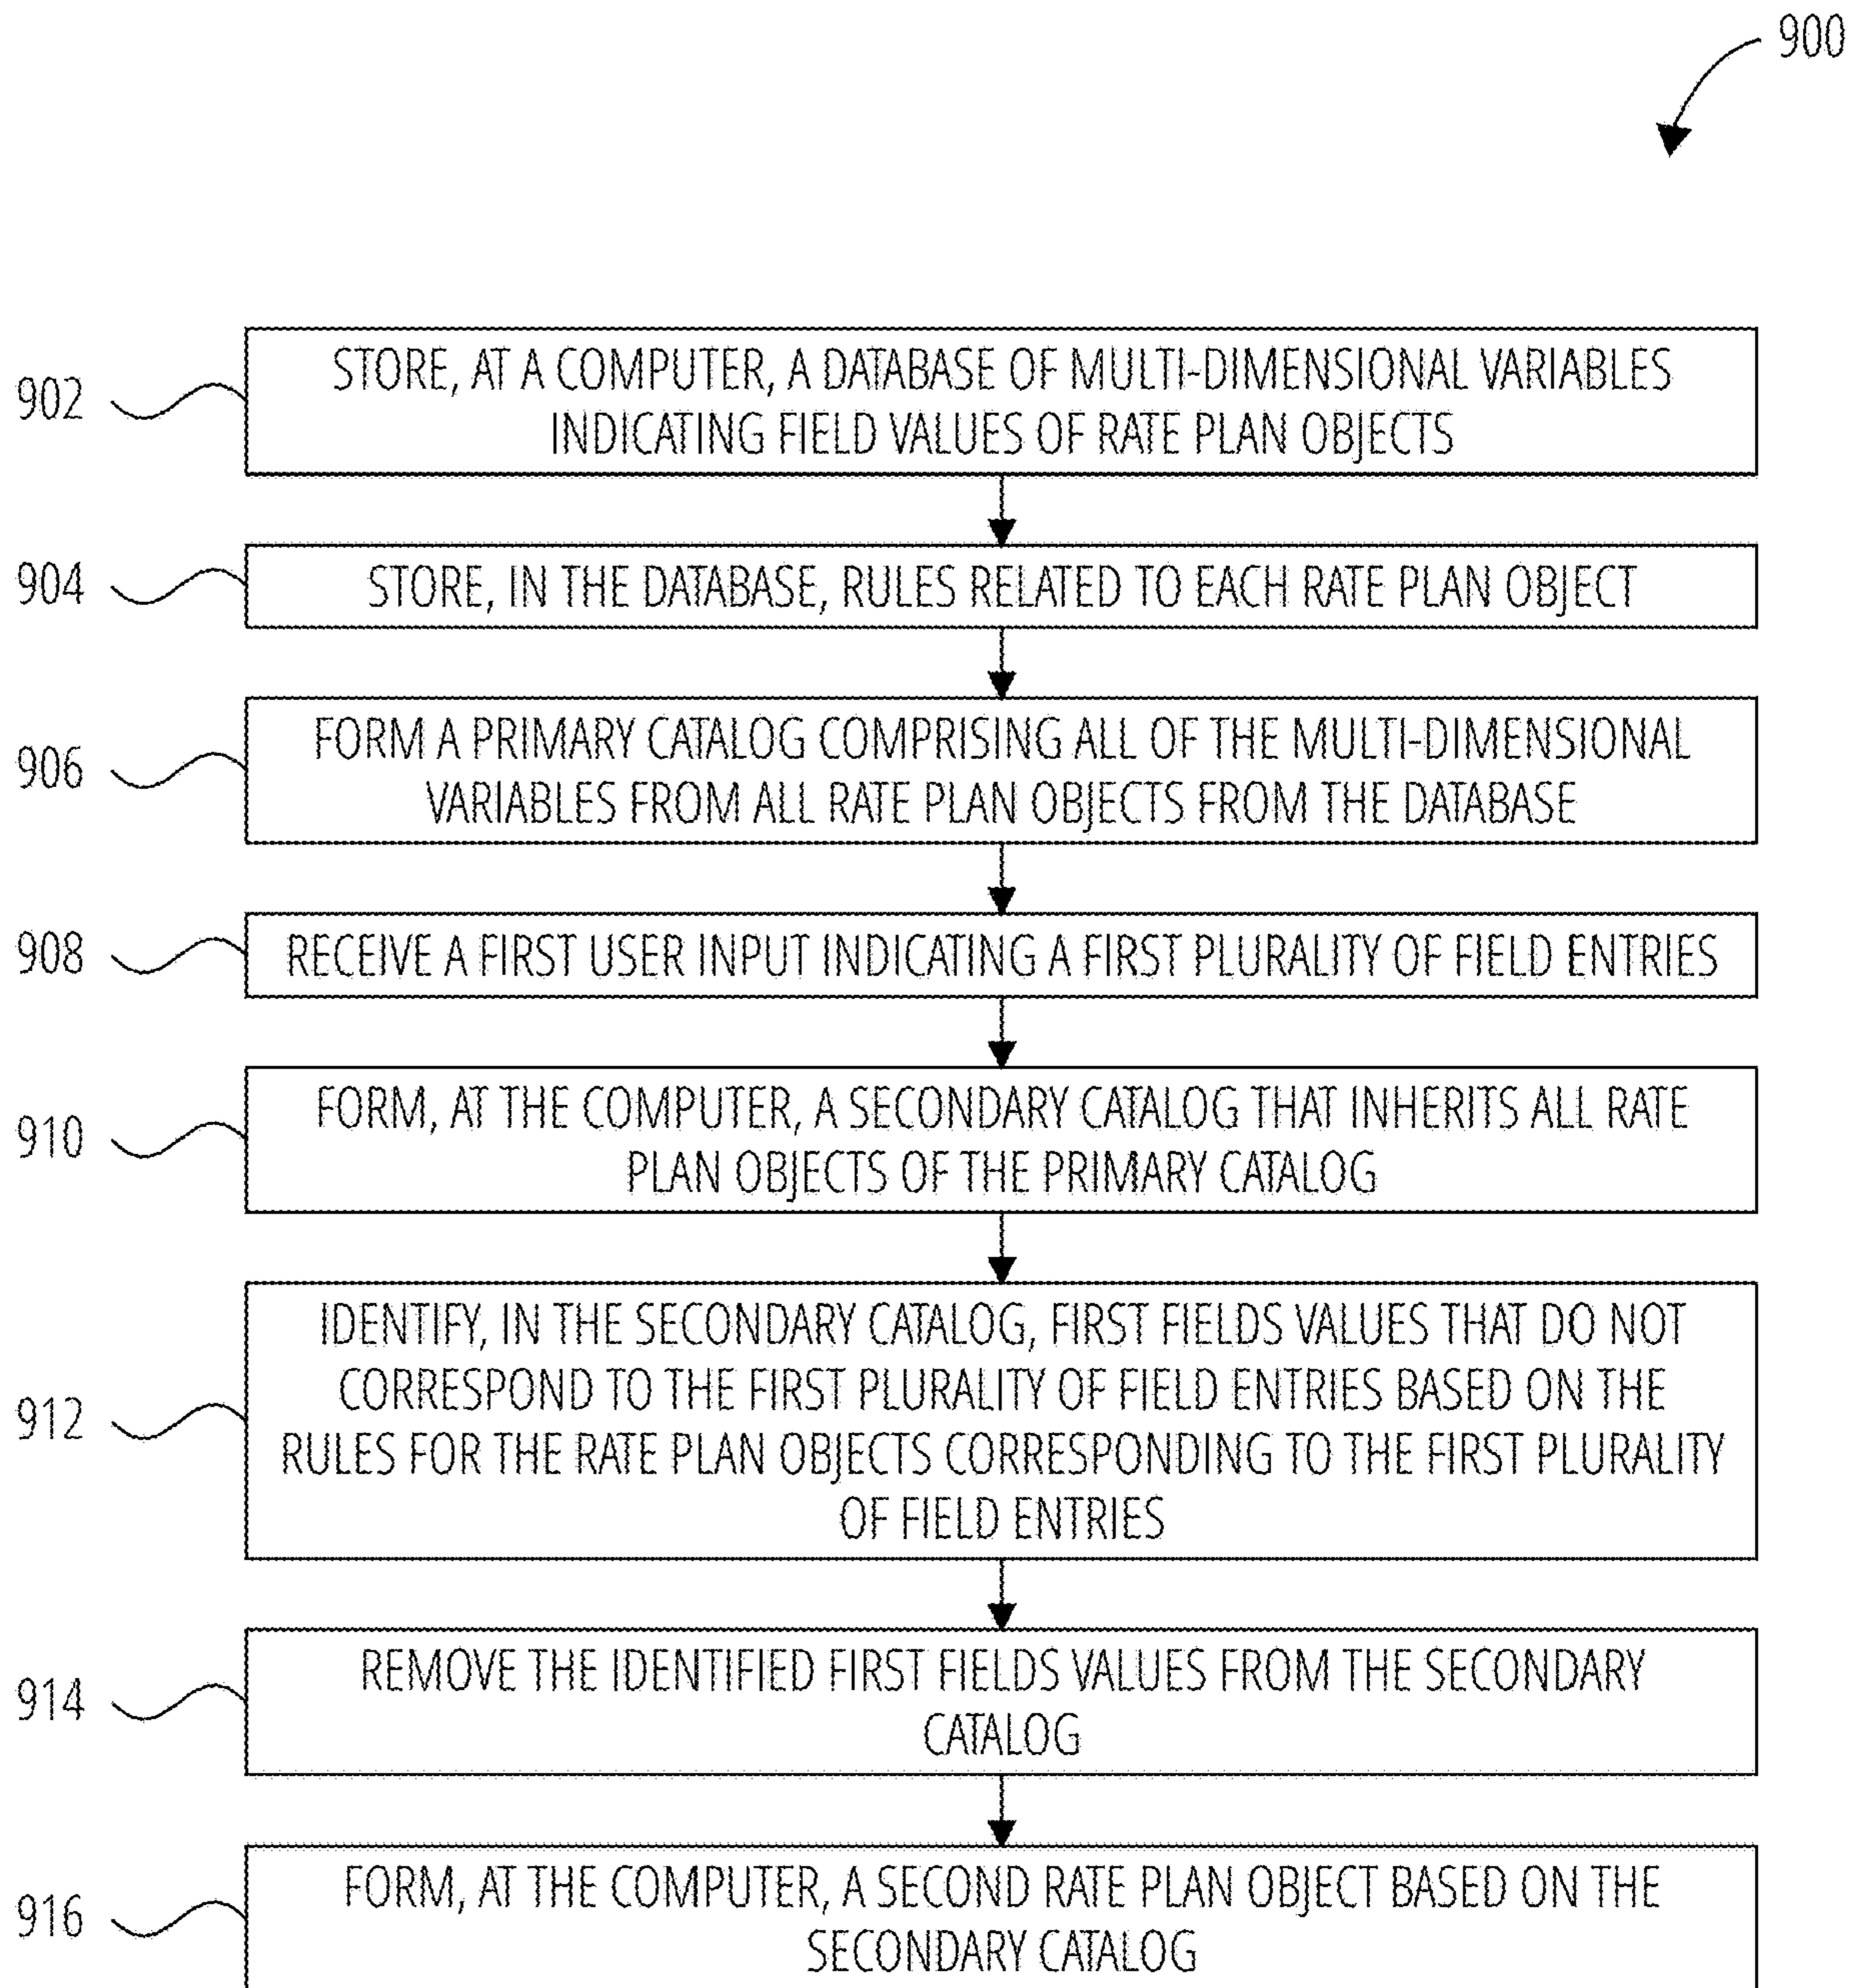 900
902
STORE, AT A COMPUTER, A DATABASE OF MULTI-DIMENSIONAL VARIABLES
INDICATING FIELD VALUES OF RATE PLAN OBJECTS
904
STORE, IN THE DATABASE, RULES RELATED TO EACH RATE PLAN OBJECT
906
FORM A PRIMARY CATALOG COMPRISING ALL OF THE MULTI-DIMENSIONAL
VARIABLES FROM ALL RATE PLAN OBJECTS FROM THE DATABASE
908
RECEIVE A FIRST USER INPUT INDICATING A FIRST PLURALITY OF FIELD ENTRIES
910
FORM, AT THE COMPUTER, A SECONDARY CATALOG THAT INHERITS ALL RATE
PLAN OBJECTS OF THE PRIMARY CATALOG
912
IDENTIFY, IN THE SECONDARY CATALOG, FIRST FIELDS VALUES THAT DO NOT
CORRESPOND TO THE FIRST PLURALITY OF FIELD ENTRIES BASED ON THE
RULES FOR THE RATE PLAN OBJECTS CORRESPONDING TO THE FIRST PLURALITY
OF FIELD ENTRIES
914
REMOVE THE IDENTIFIED FIRST FIELDS VALUES FROM THE SECONDARY
CATALOG
916
FORM, AT THE COMPUTER, A SECOND RATE PLAN OBJECT BASED ON THE
SECONDARY CATALOG